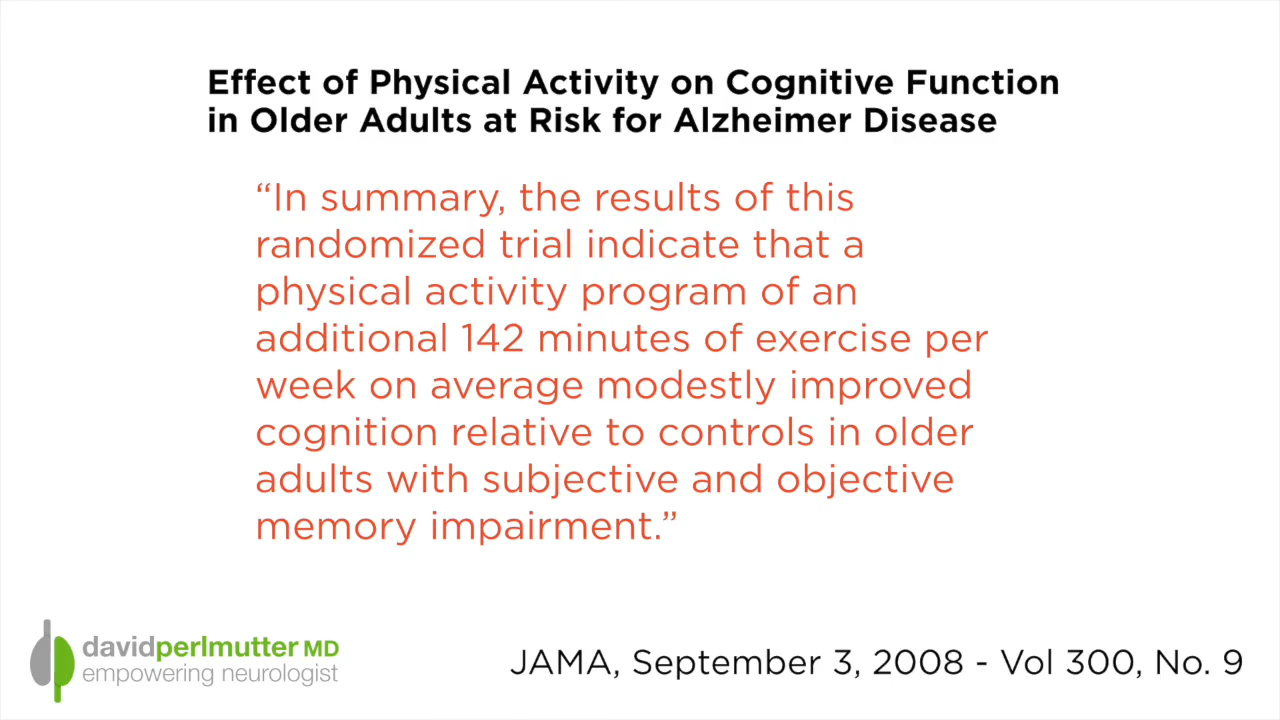 Effect of Physical Activity on Cognitive Function
in Older Adults at Risk for Alzheimer Disease
“In summary, the results of this
randomized trial indicate that a
physical activity program of an
additional 142 minutes of exercise per
week on average modestly improved
cognition relative to controls in older
adults with subjective and objective
memory impairment.”
davidperlmutter MD
empowering neurologist
JAMA, September 3, 2008 - Vol 300, No. 9